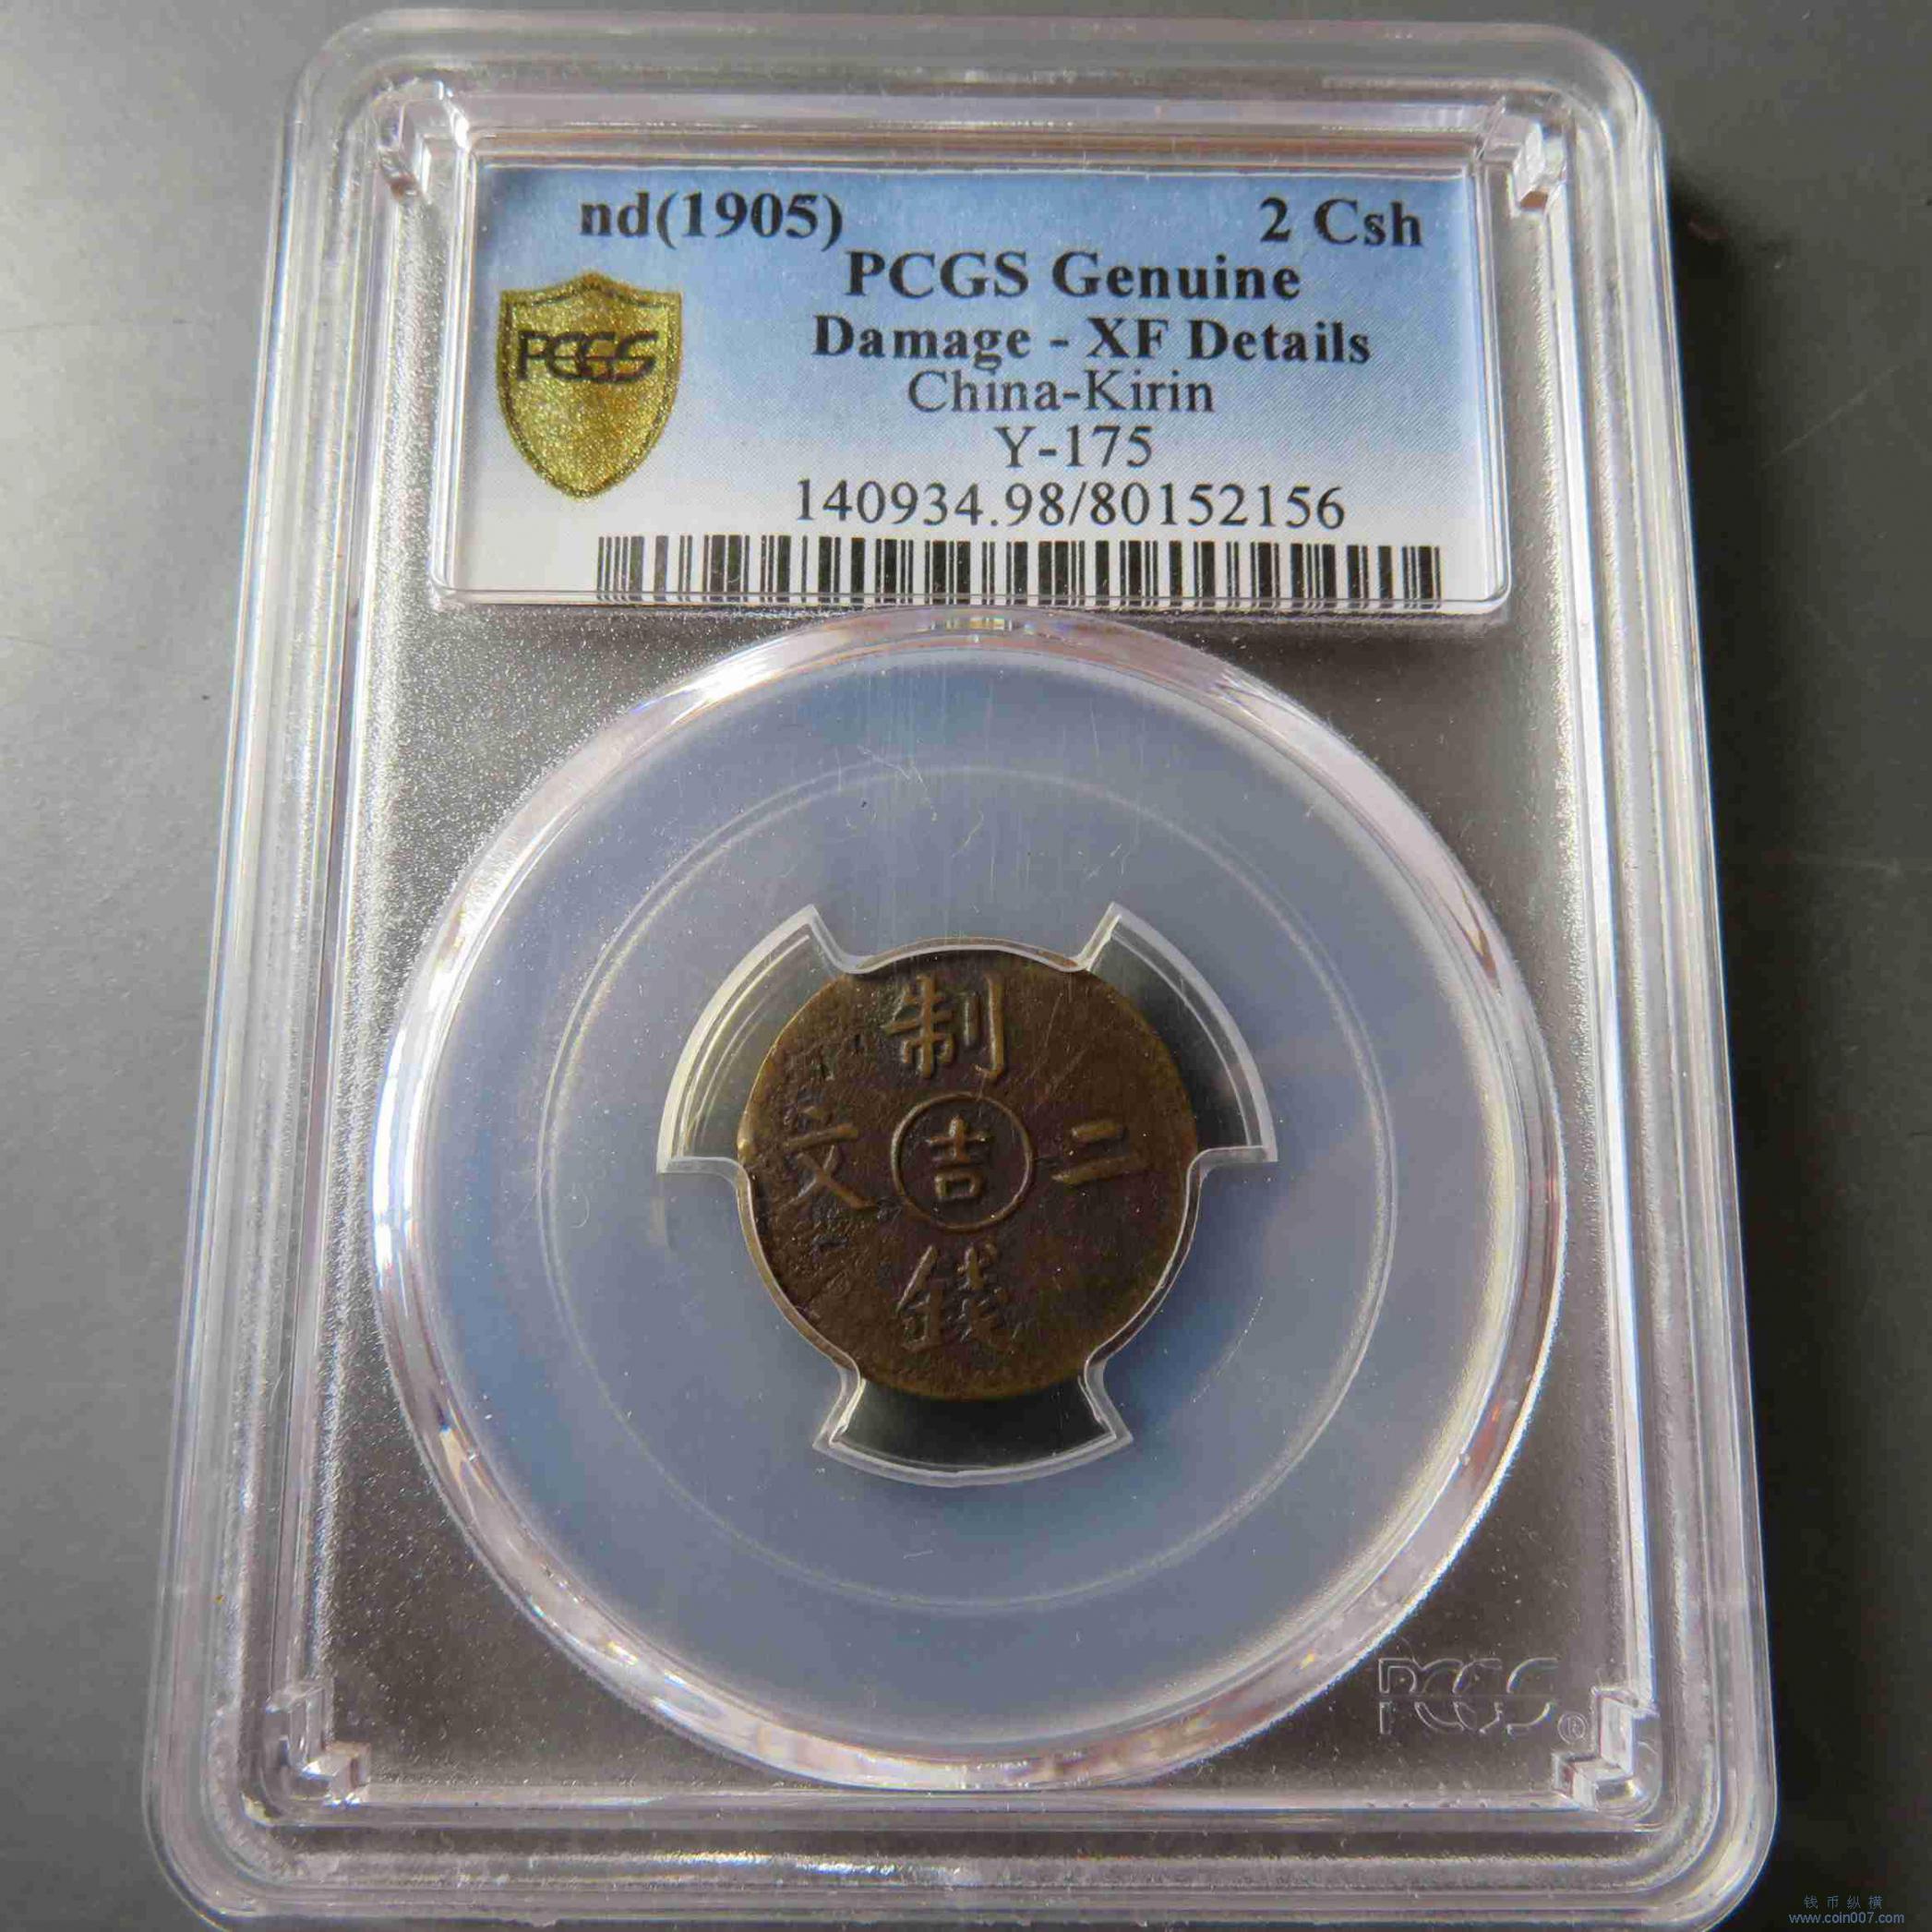 nd(1905) 2 Csh
PCGS Genuine
PCGS
Damage - XF Details
China-Kirin
Y-175
140934.98/80152156
制
文 吉 二
錢
PCGS®
钱币纵横
www.coin007.com